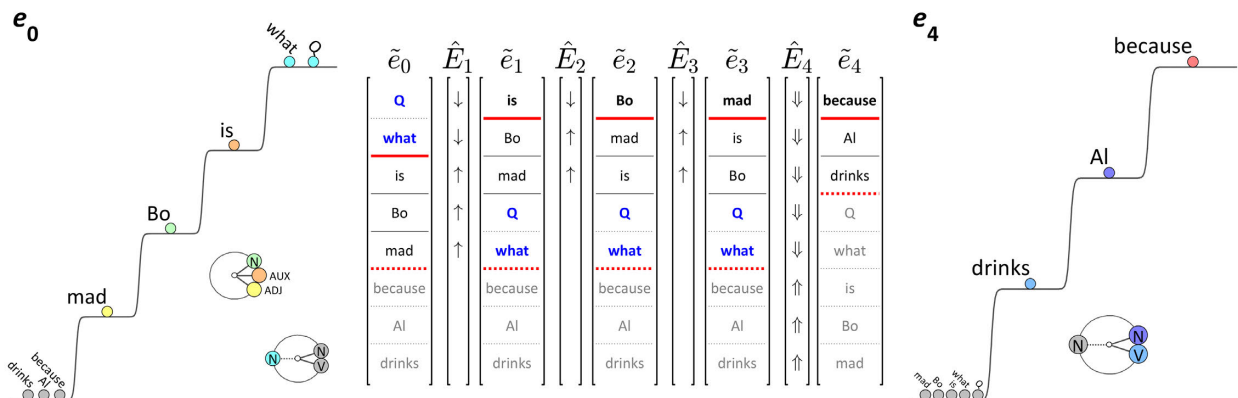 e0
e4
what Q
is
Bo
mad
drinks Al because
N
AUX
ADJ
N N
V
ẽ0 Ê1 ẽ1 Ê2 ẽ2 Ê3 ẽ3 Ê4 ẽ4
Q ↓ is ↓ Bo ↓ mad ⇓ because
what ↓ Bo ↑ mad ↑ is ⇓ Al
is ↑ mad ↑ is ↑ Bo ⇓ drinks
Bo ↑ Q Q Q ⇓ Q
mad ↑ what what what ⇓ what
because because because because ⇑ is
Al Al Al Al ⇑ Bo
drinks drinks drinks drinks ⇑ mad
because
Al
drinks
mad Bo is what Q
N N
V